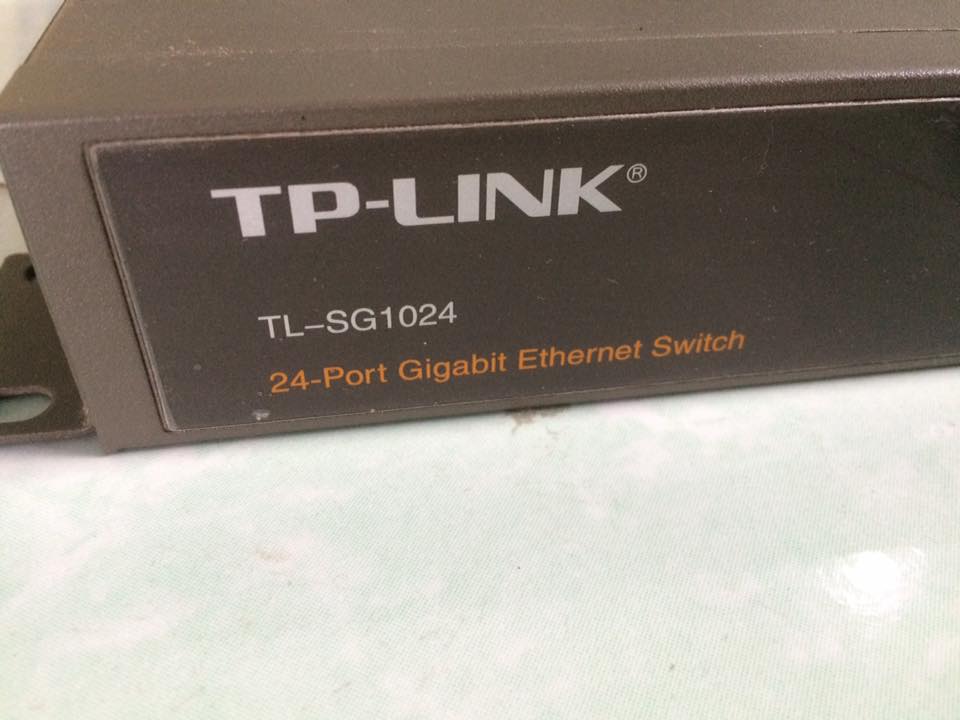 TP-LINK®
TL-SG1024
24-Port Gigabit Ethernet Switch